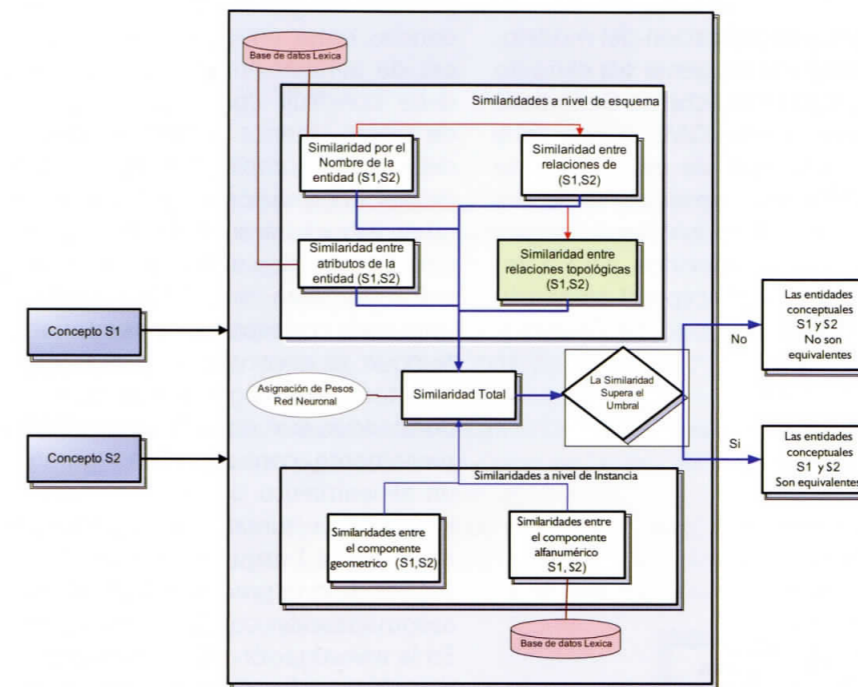 Base de datos Lexica
Similaridades a nivel de esquema
Similaridad por el
Nombre de la
entidad (S1,S2)
Similaridad entre
relaciones de
(S1,S2)
Similaridad entre
atributos de la
entidad (S1,S2)
Similaridad entre
relaciones topológicas
(S1,S2)
Concepto S1
Concepto S2
Asignación de Pesos
Red Neuronal
Similaridad Total
La Similaridad
Supera el
Umbral
No
Si
Las entidades
conceptuales
S1 y S2
No son
equivalentes
Las entidades
conceptuales
S1 y S2
Son equivalentes
Similaridades a nivel de Instancia
Similaridades entre
el componente
geometrico (S1,S2)
Similaridades entre
el componente
alfanumérico
S1,S2)
Base de datos Lexica